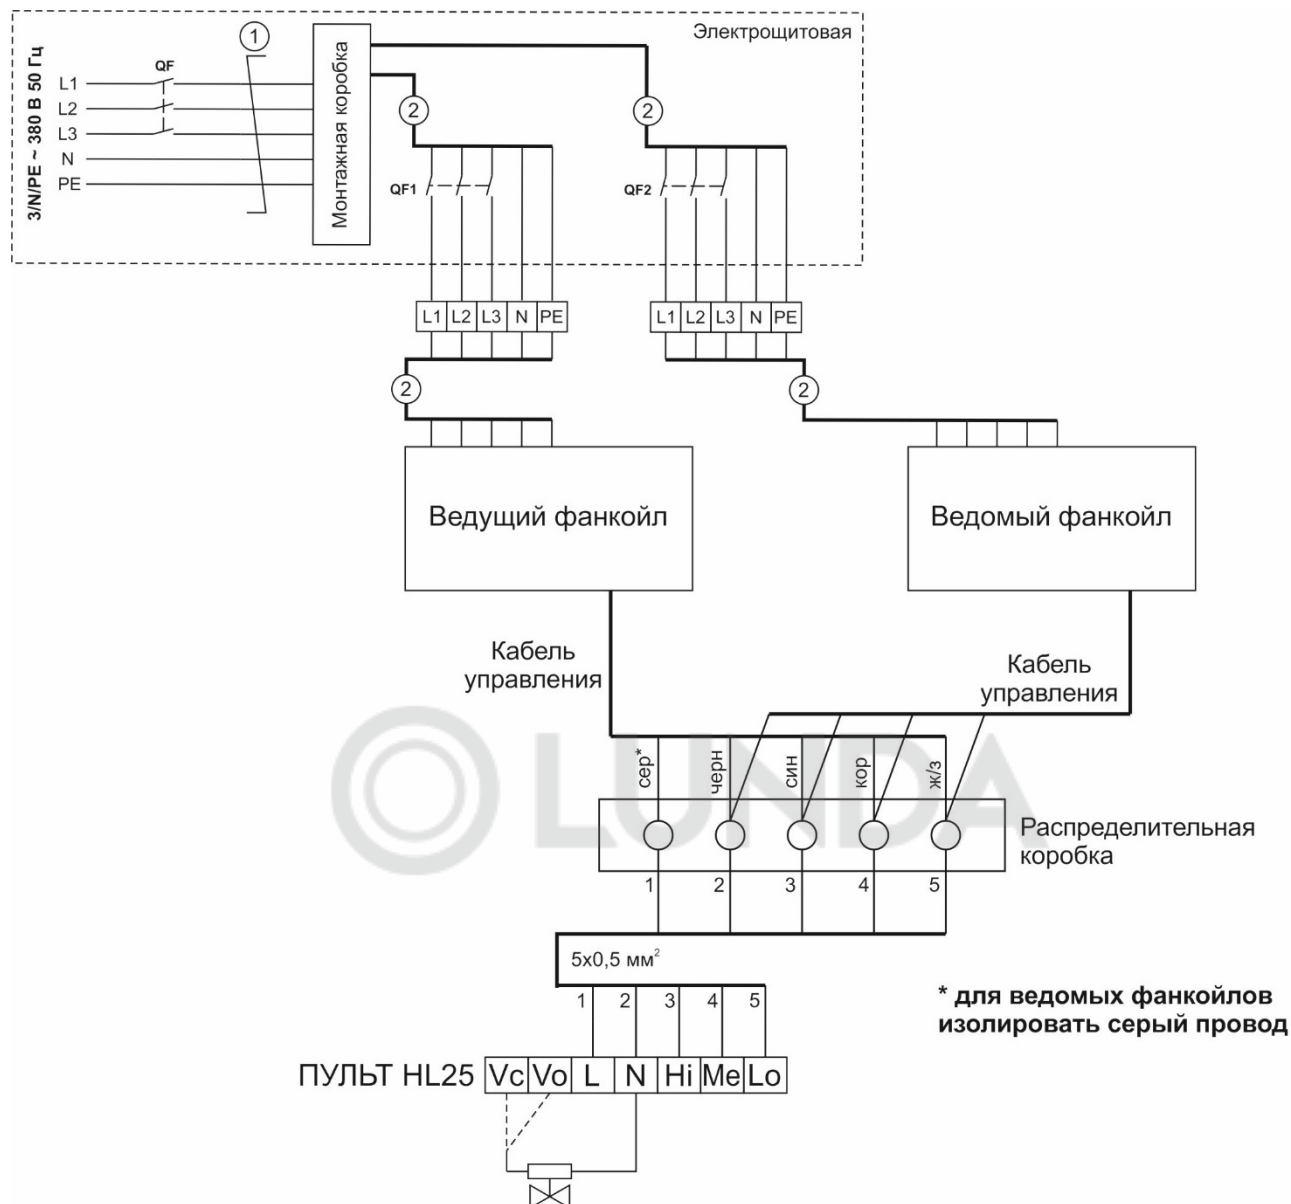 Электрощитовая
1
3/N/PE ~ 380 В 50 Гц
QF
L1
L2
L3
N
PE
Монтажная коробка
2
2
QF1
QF2
L1 L2 L3 N PE
L1 L2 L3 N PE
2
2
Ведущий фанкойл
Ведомый фанкойл
Кабель
управления
Кабель
управления
LUNDA
сер*
черн
син
кор
ж/з
Распределительная
коробка
1 2 3 4 5
5х0,5 мм²
1 2 3 4 5
* для ведомых фанкойлов
изолировать серый провод
ПУЛЬТ HL25 Vc Vo L N Hi Me Lo